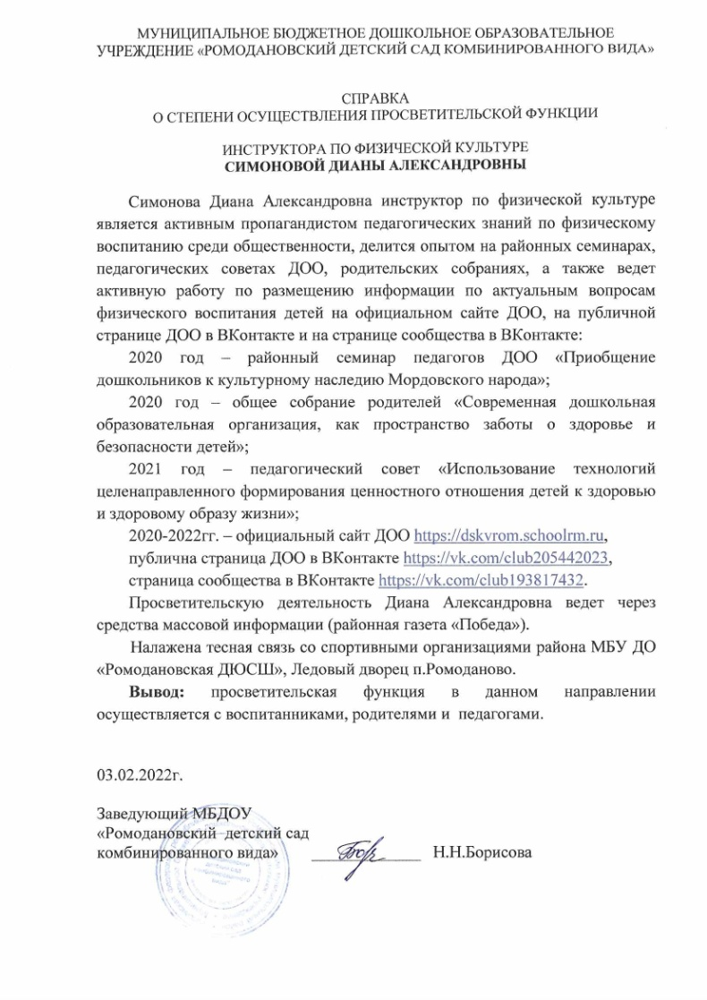 МУНИЦИПАЛЬНОЕ БЮДЖЕТНОЕ ДОШКОЛЬНОЕ ОБРАЗОВАТЕЛЬНОЕ
УЧРЕЖДЕНИЕ «РОМОДАНОВСКИЙ ДЕТСКИЙ САД КОМБИНИРОВАННОГО ВИДА»
СПРАВКА
О СТЕПЕНИ ОСУЩЕСТВЛЕНИЯ ПРОСВЕТИТЕЛЬСКОЙ ФУНКЦИИ
ИНСТРУКТОРА ПО ФИЗИЧЕСКОЙ КУЛЬТУРЕ
СИМОНОВОЙ ДИАНЫ АЛЕКСАНДРОВНЫ
Симонова Диана Александровна инструктор по физической культуре
является активным пропагандистом педагогических знаний по физическому
воспитанию среди общественности, делится опытом на районных семинарах,
педагогических советах ДОО, родительских собраниях, а также ведет
активную работу по размещению информации по актуальным вопросам
физического воспитания детей на официальном сайте ДОО, на публичной
странице ДОО в ВКонтакте и на странице сообщества в ВКонтакте:
2020 год – районный семинар педагогов ДОО «Приобщение
дошкольников к культурному наследию Мордовского народа»;
2020 год – общее собрание родителей «Современная дошкольная
образовательная организация, как пространство заботы о здоровье и
безопасности детей»;
2021 год – педагогический совет «Использование технологий
целенаправленного формирования ценностного отношения детей к здоровью
и здоровому образу жизни»;
2020-2022гг. – официальный сайт ДОО https://dskvrom.schoolrm.ru,
публична страница ДОО в ВКонтакте https://vk.com/club205442023,
страница сообщества в ВКонтакте https://vk.com/club193817432.
Просветительскую деятельность Диана Александровна ведет через
средства массовой информации (районная газета «Победа»).
Налажена тесная связь со спортивными организациями района МБУ ДО
«Ромодановская ДЮСШ», Ледовый дворец п.Ромоданово.
Вывод: просветительская функция в данном направлении
осуществляется с воспитанниками, родителями и педагогами.
03.02.2022г.
Заведующий МБДОУ
«Ромодановский детский сад
комбинированного вида» Н.Н.Борисова